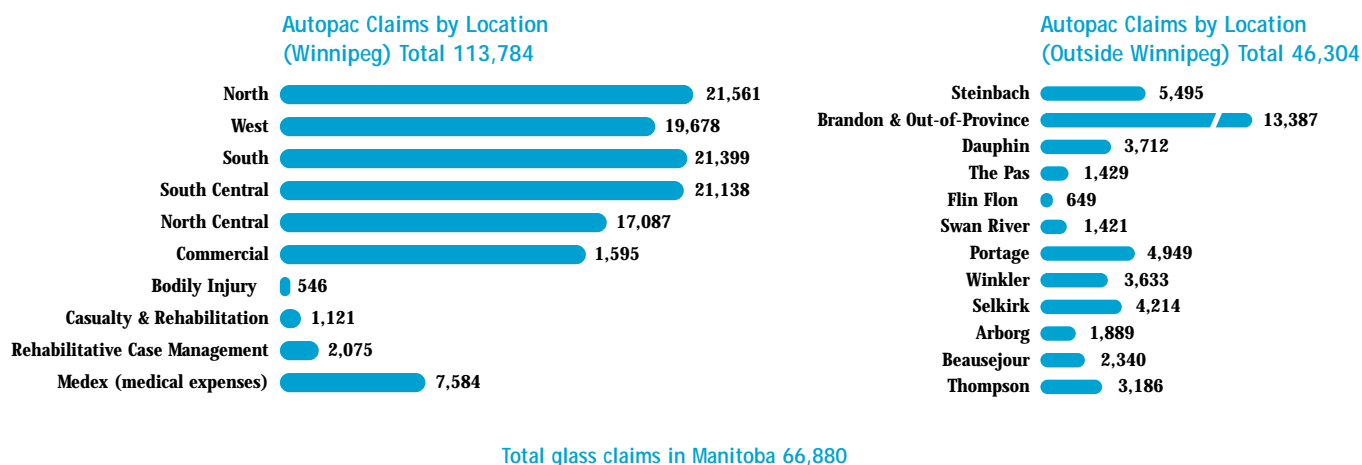 Autopac Claims by Location
(Winnipeg) Total 113,784
North 21,561
West 19,678
South 21,399
South Central 21,138
North Central 17,087
Commercial 1,595
Bodily Injury 546
Casualty & Rehabilitation 1,121
Rehabilitative Case Management 2,075
Medex (medical expenses) 7,584
Autopac Claims by Location
(Outside Winnipeg) Total 46,304
Steinbach 5,495
Brandon & Out-of-Province 13,387
Dauphin 3,712
The Pas 1,429
Flin Flon 649
Swan River 1,421
Portage 4,949
Winkler 3,633
Selkirk 4,214
Arborg 1,889
Beausejour 2,340
Thompson 3,186
Total glass claims in Manitoba 66,880